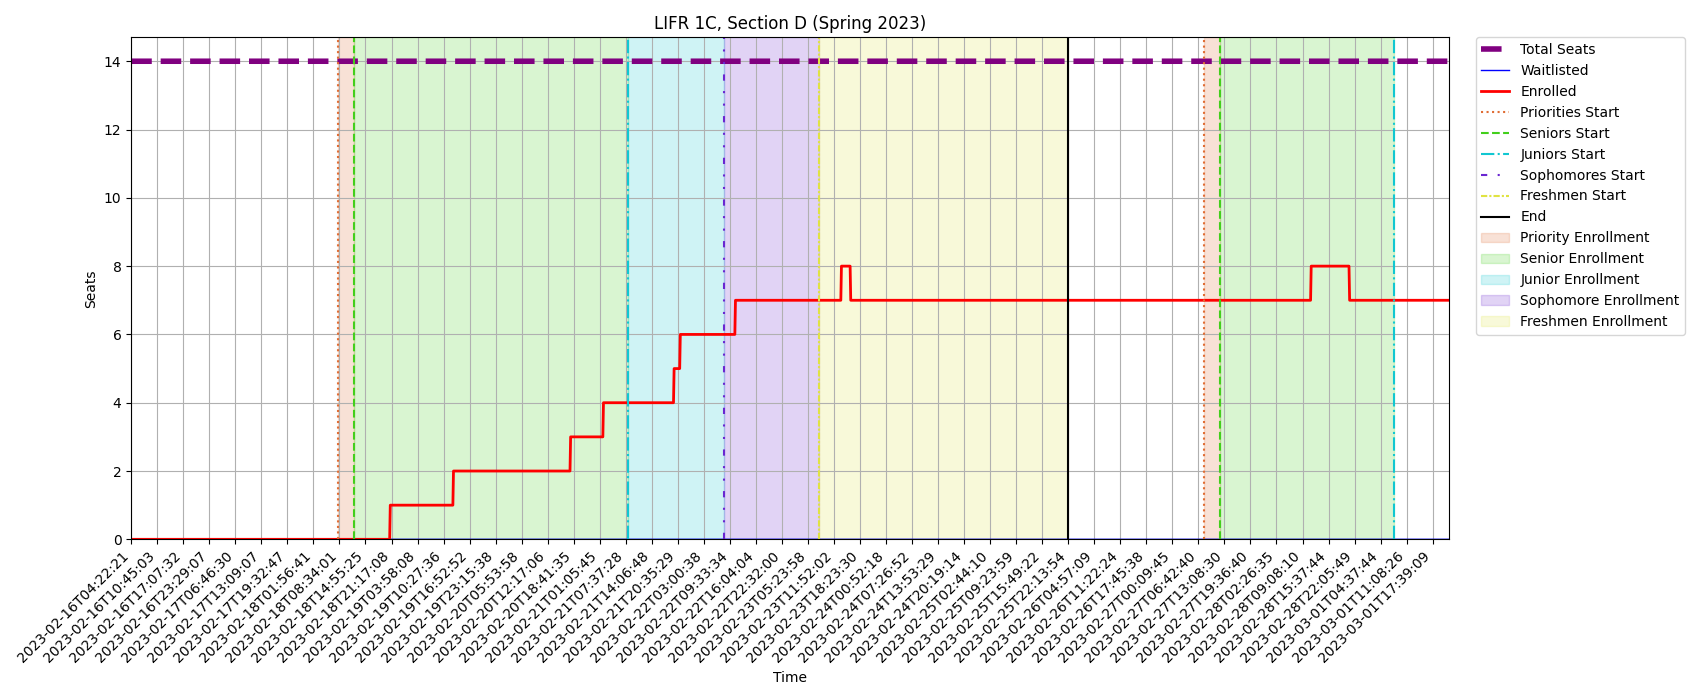 LIFR 1C, Section D (Spring 2023)
Seats
14
12
10
8
6
4
2
0
2023-02-16T04:22:21
2023-02-16T10:45:03
2023-02-16T17:07:32
2023-02-16T23:29:07
2023-02-17T06:46:30
2023-02-17T13:09:07
2023-02-17T19:32:47
2023-02-18T01:56:41
2023-02-18T08:34:01
2023-02-18T14:55:25
2023-02-18T21:17:08
2023-02-19T03:58:08
2023-02-19T10:27:36
2023-02-19T16:52:52
2023-02-19T23:15:38
2023-02-20T05:53:58
2023-02-20T12:17:06
2023-02-20T18:41:35
2023-02-21T01:05:45
2023-02-21T07:37:28
2023-02-21T14:06:48
2023-02-21T20:35:29
2023-02-22T03:00:38
2023-02-22T09:33:34
2023-02-22T16:04:04
2023-02-22T22:32:00
2023-02-23T05:23:58
2023-02-23T11:52:02
2023-02-23T18:23:30
2023-02-24T00:52:18
2023-02-24T07:26:52
2023-02-24T13:53:29
2023-02-24T20:19:14
2023-02-25T02:44:10
2023-02-25T09:23:59
2023-02-25T15:49:22
2023-02-25T22:13:54
2023-02-26T04:57:09
2023-02-26T11:22:24
2023-02-26T17:45:38
2023-02-27T00:09:45
2023-02-27T06:42:40
2023-02-27T13:08:30
2023-02-27T19:36:40
2023-02-28T02:26:35
2023-02-28T09:08:10
2023-02-28T15:37:44
2023-02-28T22:05:49
2023-03-01T04:37:44
2023-03-01T11:08:26
2023-03-01T17:39:09
Time
Total Seats
Waitlisted
Enrolled
Priorities Start
Seniors Start
Juniors Start
Sophomores Start
Freshmen Start
End
Priority Enrollment
Senior Enrollment
Junior Enrollment
Sophomore Enrollment
Freshmen Enrollment